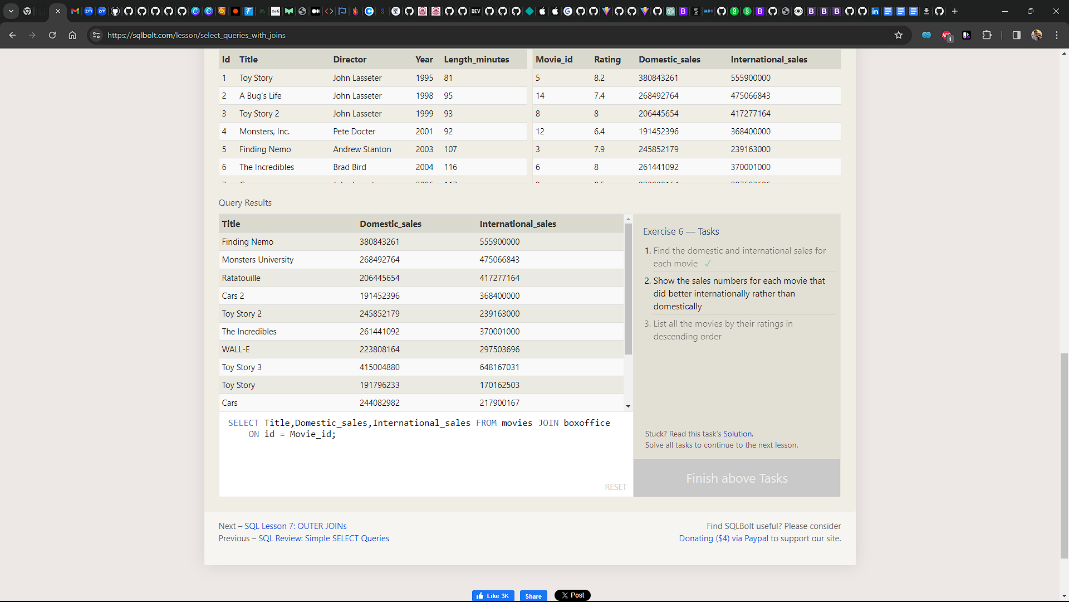 https://sqlbolt.com/lesson/select_queries_with_joins
Id Title Director Year Length_minutes
1 Toy Story John Lasseter 1995 81
2 A Bug's Life John Lasseter 1998 95
3 Toy Story 2 John Lasseter 1999 93
4 Monsters, Inc. Pete Docter 2001 92
5 Finding Nemo Andrew Stanton 2003 107
6 The Incredibles Brad Bird 2004 116
Movie_id Rating Domestic_sales International_sales
5 8.2 380843261 555900000
14 7.4 268492764 475066843
8 8 206445654 417277164
12 6.4 191452396 368400000
3 7.9 245852179 239163000
6 8 261441092 370001000
Query Results
Title Domestic_sales International_sales
Finding Nemo 380843261 555900000
Monsters University 268492764 475066843
Ratatouille 206445654 417277164
Cars 2 191452396 368400000
Toy Story 2 245852179 239163000
The Incredibles 261441092 370001000
WALL-E 223808164 297503696
Toy Story 3 415004880 648167031
Toy Story 191796233 170162503
Cars 244082982 217900167
SELECT Title,Domestic_sales,International_sales FROM movies JOIN boxoffice
ON id = Movie_id;
RESET
Exercise 6 — Tasks
1. Find the domestic and international sales for
each movie ✓
2. Show the sales numbers for each movie that
did better internationally rather than
domestically
3. List all the movies by their ratings in
descending order
Stuck? Read this task's Solution.
Solve all tasks to continue to the next lesson.
Finish above Tasks
Next – SQL Lesson 7: OUTER JOINs
Previous – SQL Review: Simple SELECT Queries
Find SQLBolt useful? Please consider
Donating ($4) via Paypal to support our site.
Like 3K
Share
Post